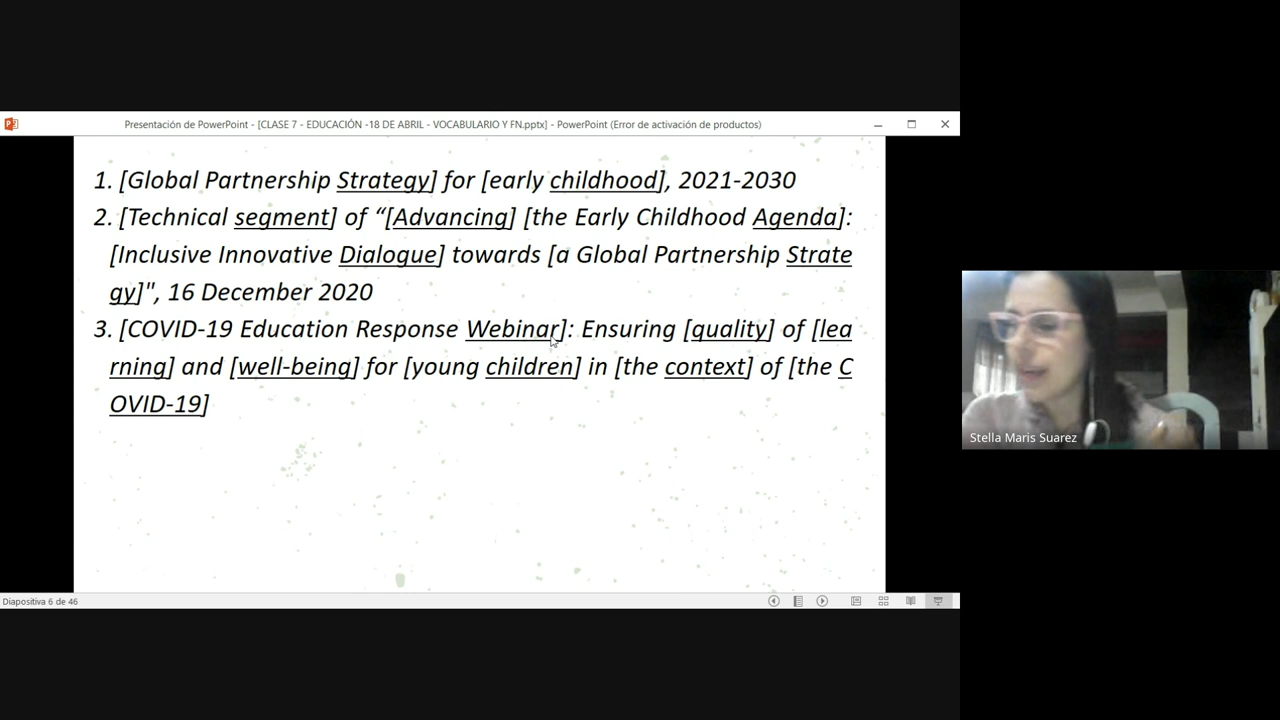 Presentación de PowerPoint - [CLASE 7 - EDUCACIÓN -18 DE ABRIL - VOCABULARIO Y FN.pptx] - PowerPoint (Error de activación de productos)
1. [Global Partnership Strategy] for [early childhood], 2021-2030
2. [Technical segment] of “[Advancing] [the Early Childhood Agenda]:
[Inclusive Innovative Dialogue] towards [a Global Partnership Strate
gy]", 16 December 2020
3. [COVID-19 Education Response Webinar]: Ensuring [quality] of [lea
rning] and [well-being] for [young children] in [the context] of [the C
OVID-19]
Stella Maris Suarez
Diapositiva 6 de 46